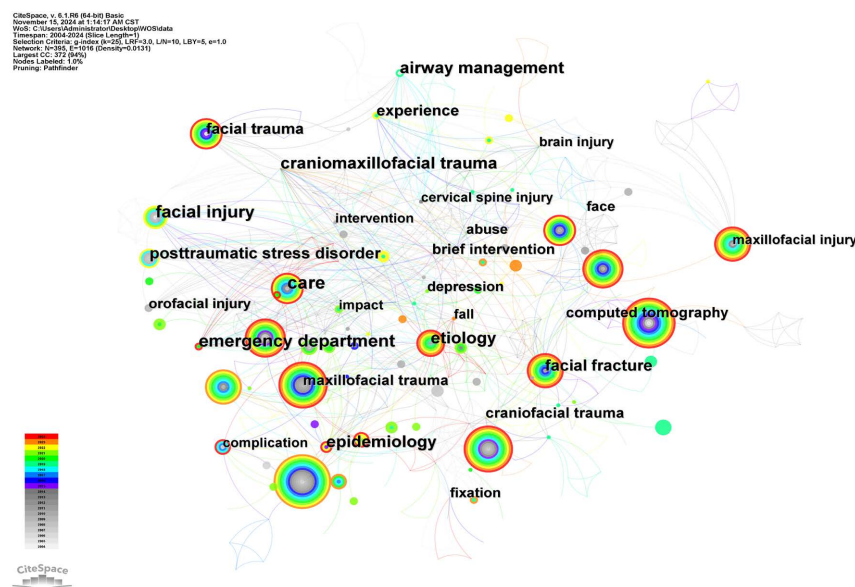 CiteSpace, v. 6.1.R6 (64-bit) Basic
November 15, 2024 at 1:14:17 AM CST
WoS: C:\Users\Administrator\Desktop\WOS\data
Timespan: 2004-2024 (Slice Length=1)
Selection Criteria: g-index (k=25), LRF=3.0, L/N=10, LBY=5, e=1.0
Network: N=395, E=1016 (Density=0.0131)
Largest CC: 372 (94%)
Nodes Labeled: 1.0%
Pruning: Pathfinder
airway management
experience
facial trauma
brain injury
craniomaxillofacial trauma
cervical spine injury
face
facial injury
intervention
abuse
maxillofacial injury
posttraumatic stress disorder
brief intervention
care
depression
orofacial injury
impact
fall
computed tomography
emergency department
etiology
facial fracture
maxillofacial trauma
craniofacial trauma
complication
epidemiology
fixation
CiteSpace